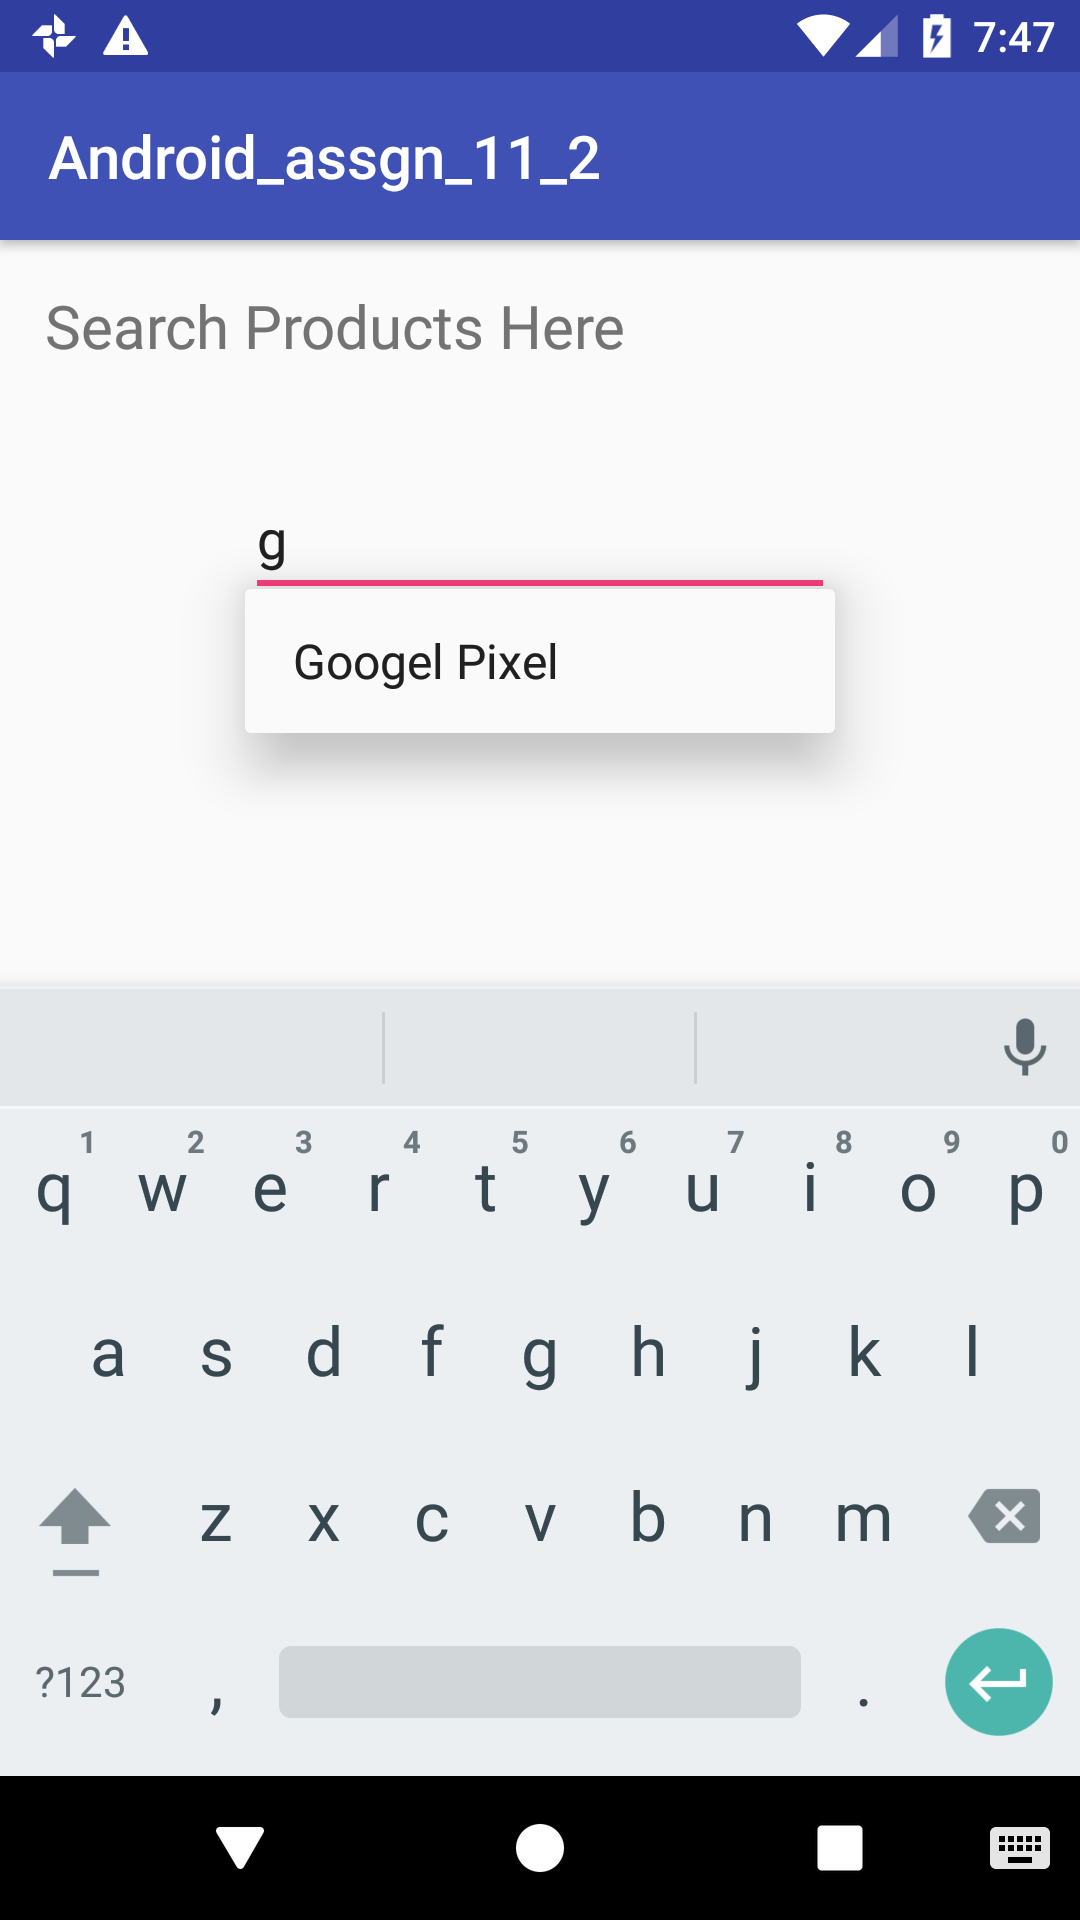 7:47
Android_assgn_11_2
Search Products Here
g
Googel Pixel
1 2 3 4 5 6 7 8 9 0
q w e r t y u i o p
a s d f g h j k l
z x c v b n m
?123 , .